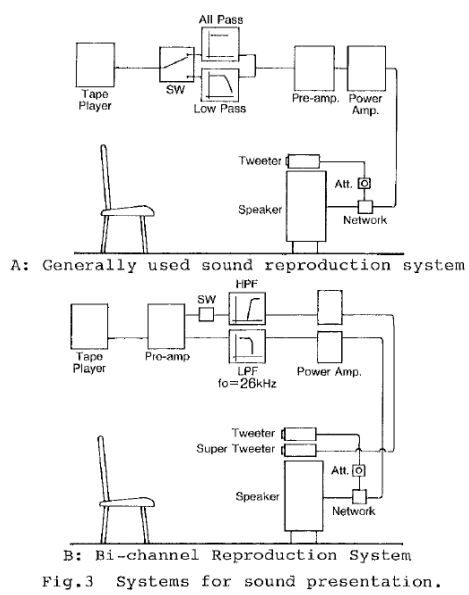 All Pass
Tape
Player
SW
Low Pass
Pre-amp.
Power
Amp.
Tweeter
Att.
Speaker
Network
A: Generally used sound reproduction system
HPF
SW
Tape
Player
Pre-amp
LPF
fo=26kHz
Power Amp.
Tweeter
Super Tweeter
Att.
Speaker
Network
B: Bi-channel Reproduction System
Fig.3 Systems for sound presentation.